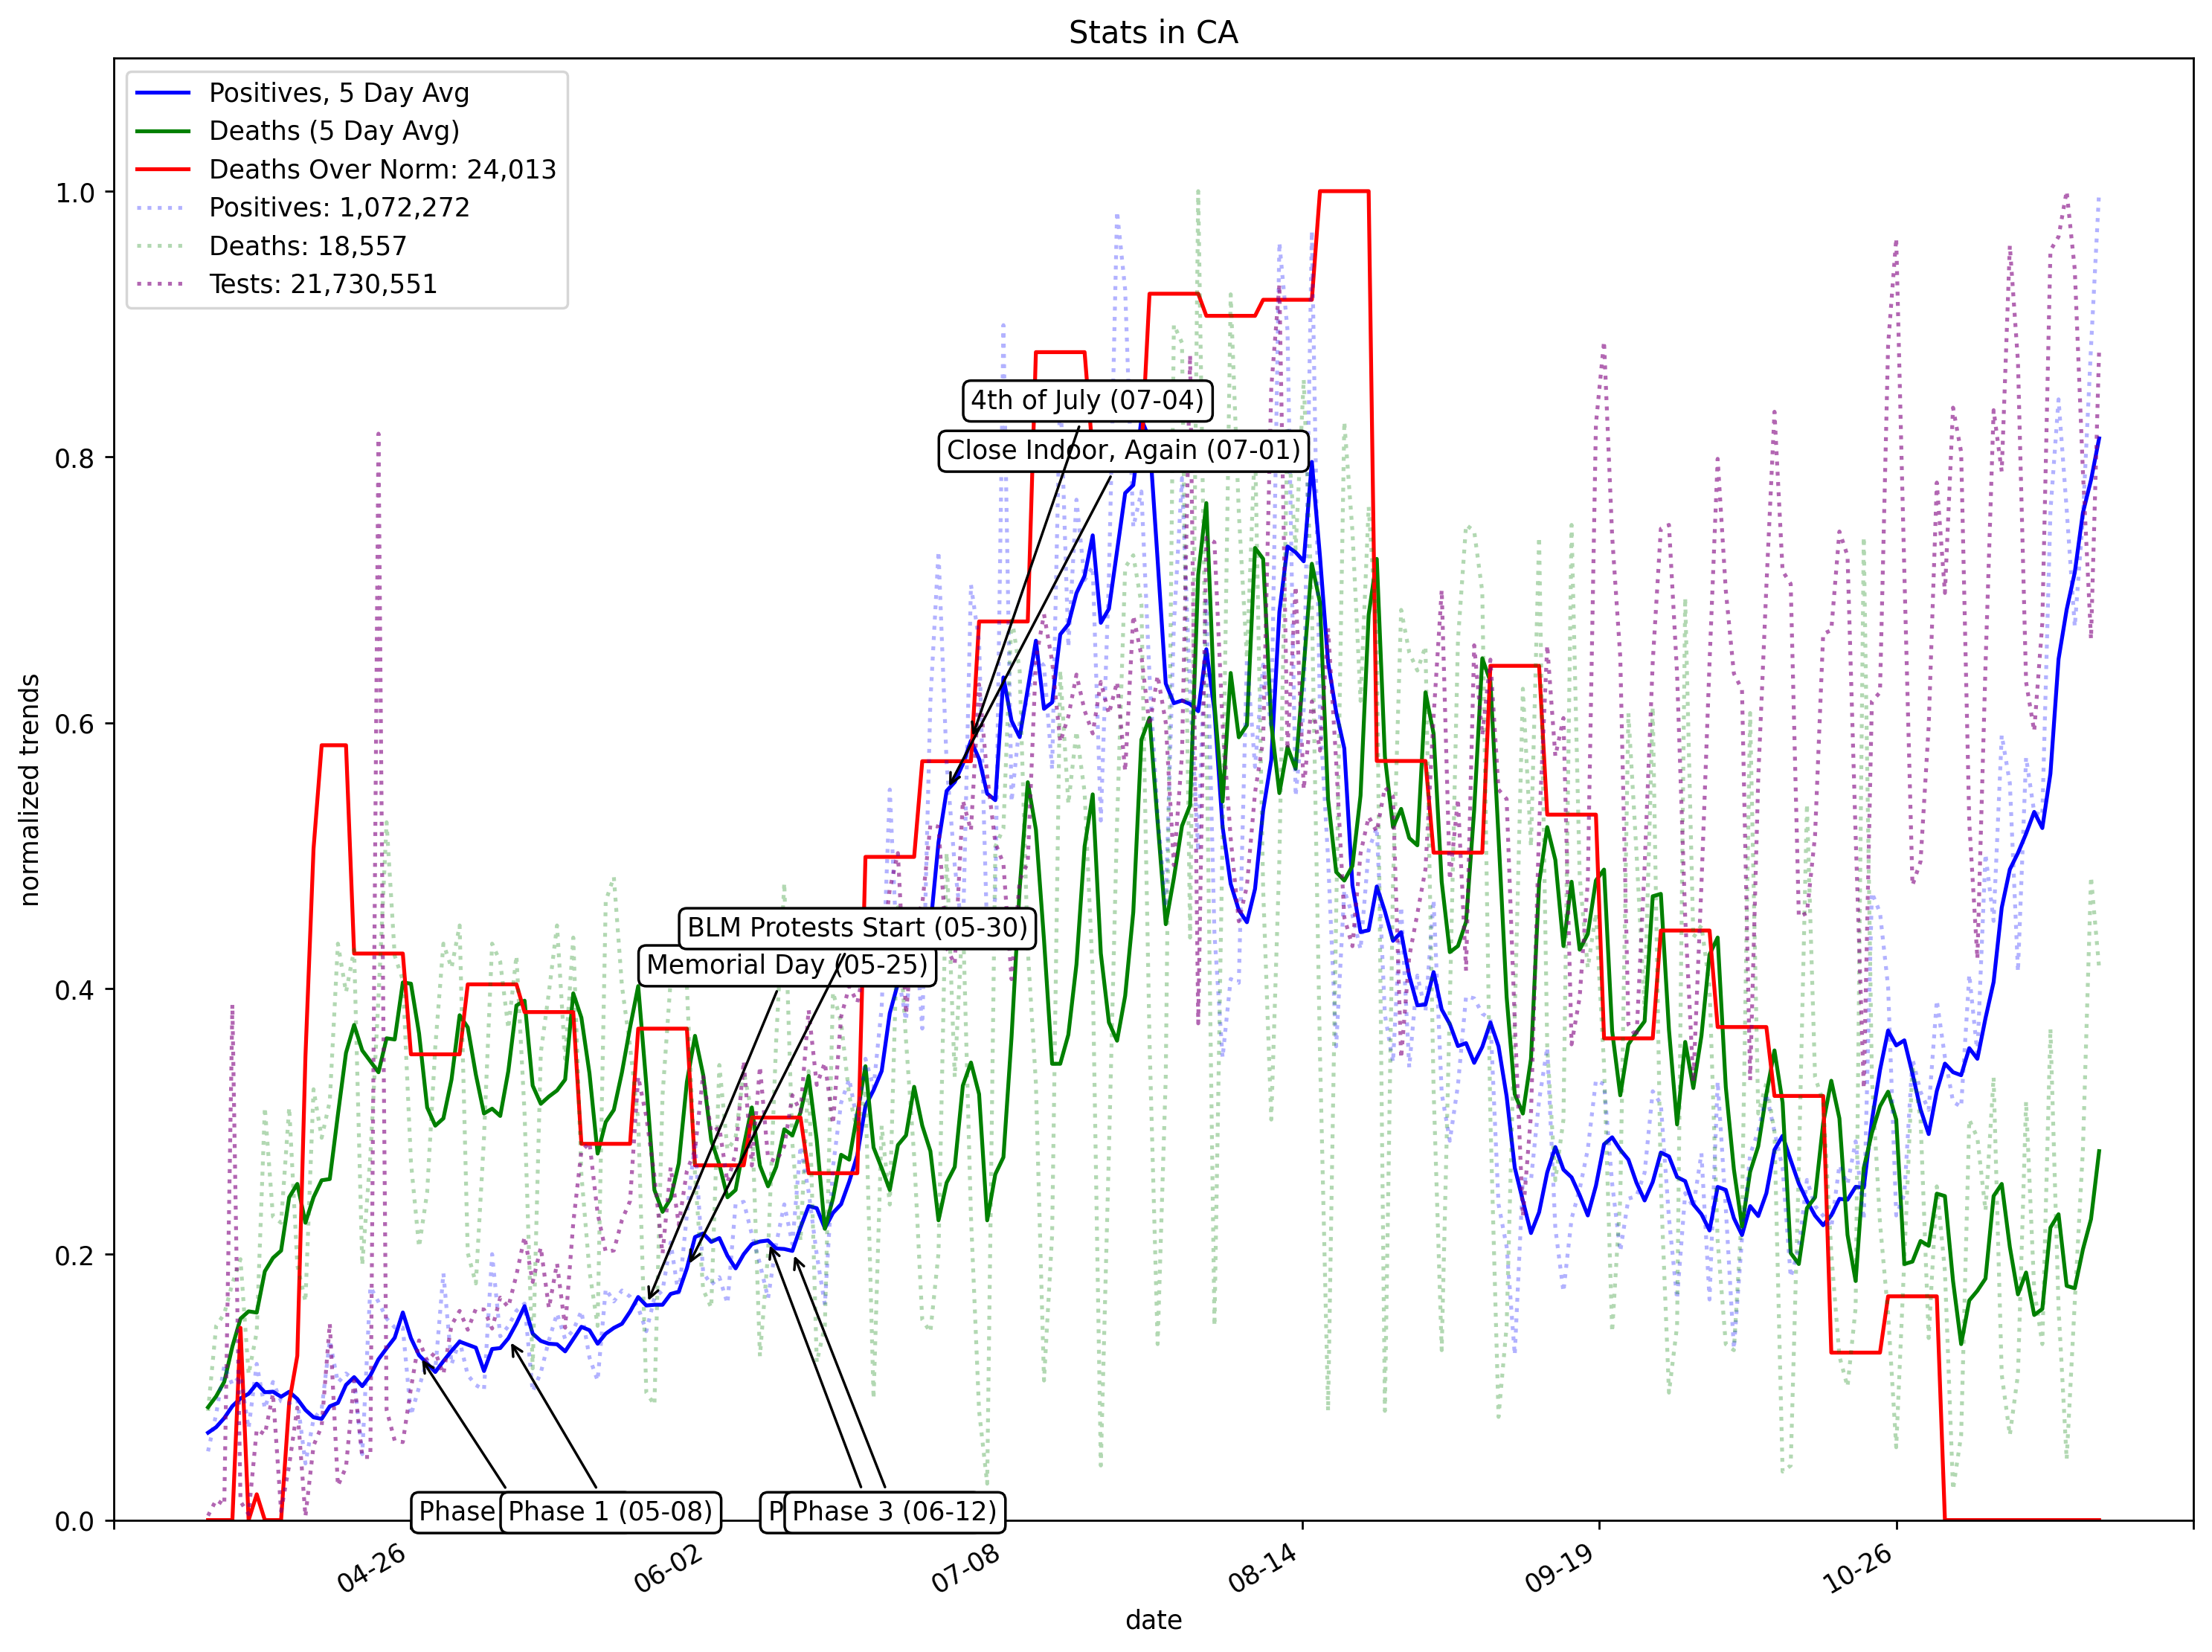 Stats in CA
Positives, 5 Day Avg
Deaths (5 Day Avg)
Deaths Over Norm: 24,013
Positives: 1,072,272
Deaths: 18,557
Tests: 21,730,551
1.0
0.8
0.6
0.4
0.2
0.0
normalized trends
4th of July (07-04)
Close Indoor, Again (07-01)
BLM Protests Start (05-30)
Memorial Day (05-25)
Phase
Phase 1 (05-08)
P
Phase 3 (06-12)
04-26
06-02
07-08
08-14
09-19
10-26
date